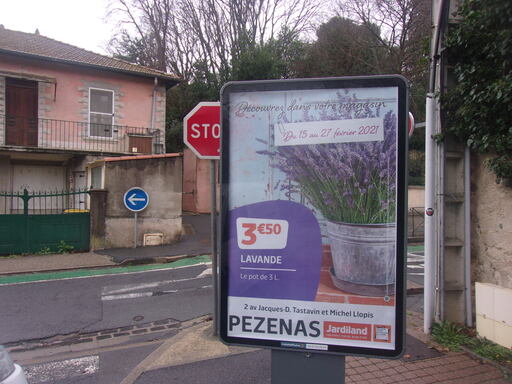 Découvrez dans votre magasin
Du 15 au 27 février 2021
STO
3€50
LAVANDE
Le pot de 3 L.
2 av Jacques-D. Tastavin et Michel Llopis
PEZENAS
Jardiland